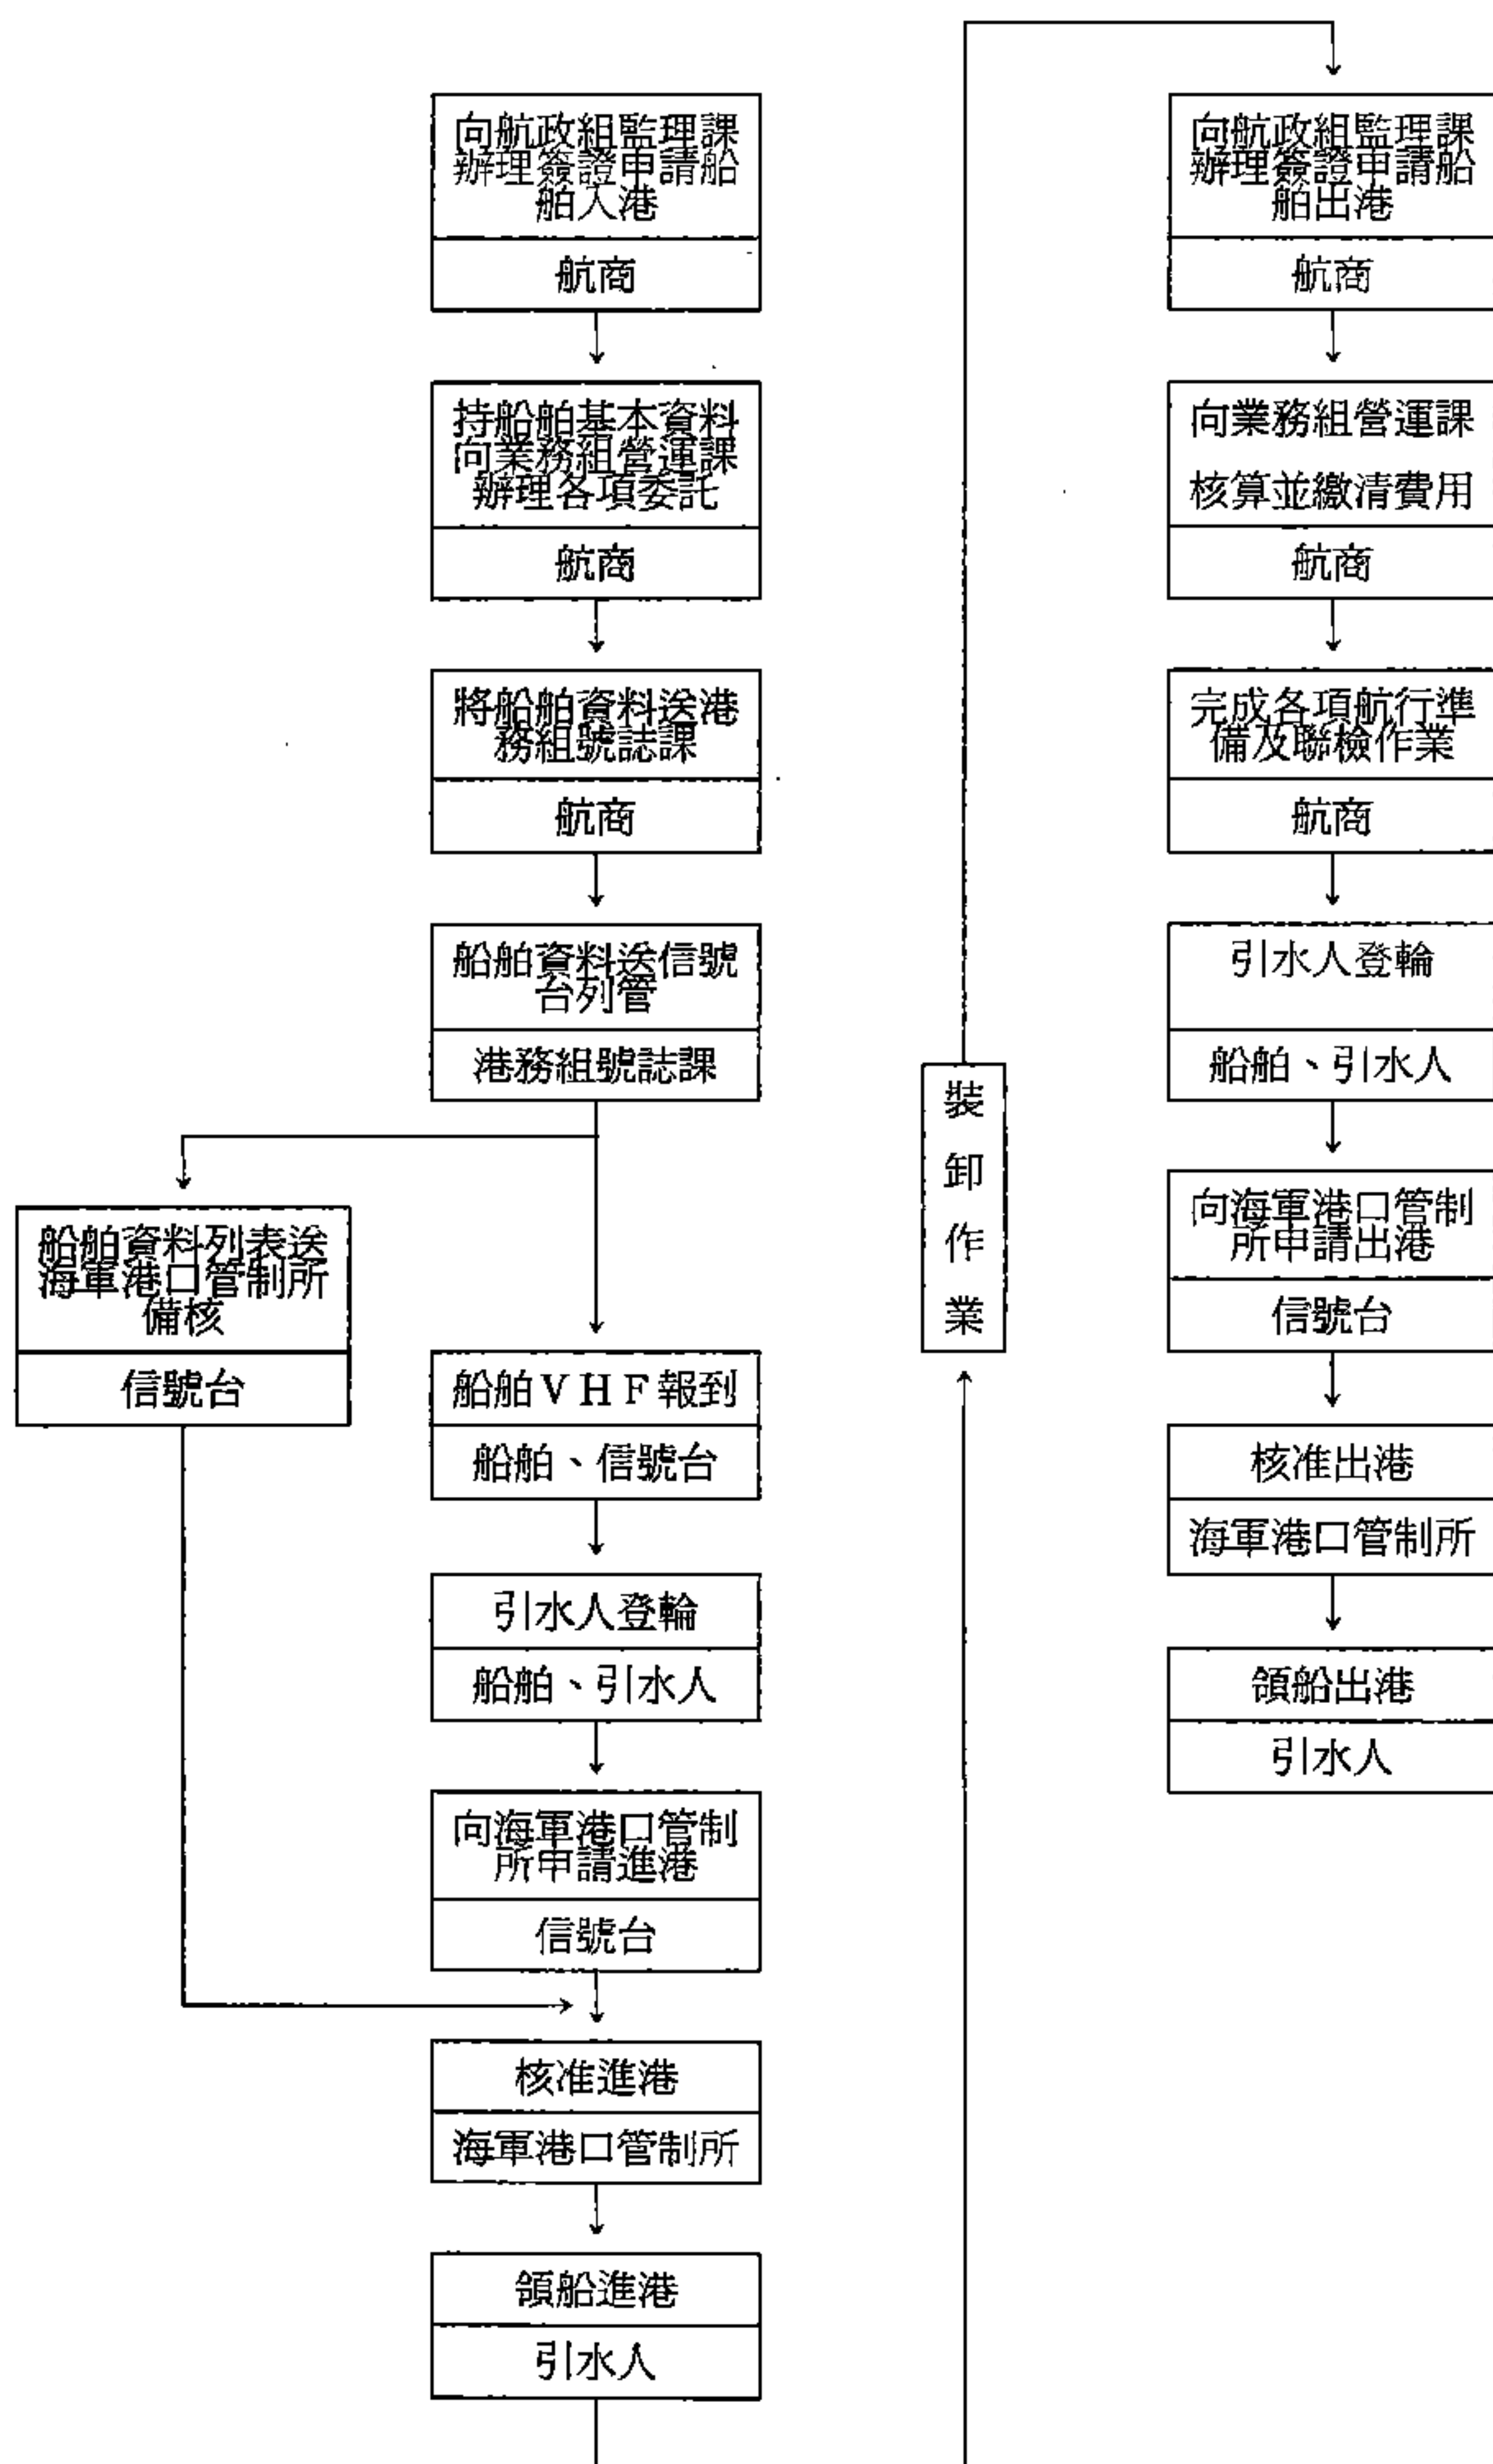 向航政組監理課
辦理簽證申請船
舶入港
航商
持船舶基本資料
向業務組營運課
辦理各項委託
航商
將船舶資料送港
務組號誌課
航商
船舶資料送信號
台列管
港務組號誌課
船舶資料列表送
海軍港口管制所
備核
信號台
船舶VHF報到
船舶、信號台
引水人登輪
船舶、引水人
向海軍港口管制
所申請進港
信號台
核准進港
海軍港口管制所
領船進港
引水人
裝
卸
作
業
向航政組監理課
辦理簽證申請船
舶出港
航商
向業務組營運課
核算並繳清費用
航商
完成各項航行準
備及聯檢作業
航商
引水人登輪
船舶、引水人
向海軍港口管制
所申請出港
信號台
核准出港
海軍港口管制所
領船出港
引水人